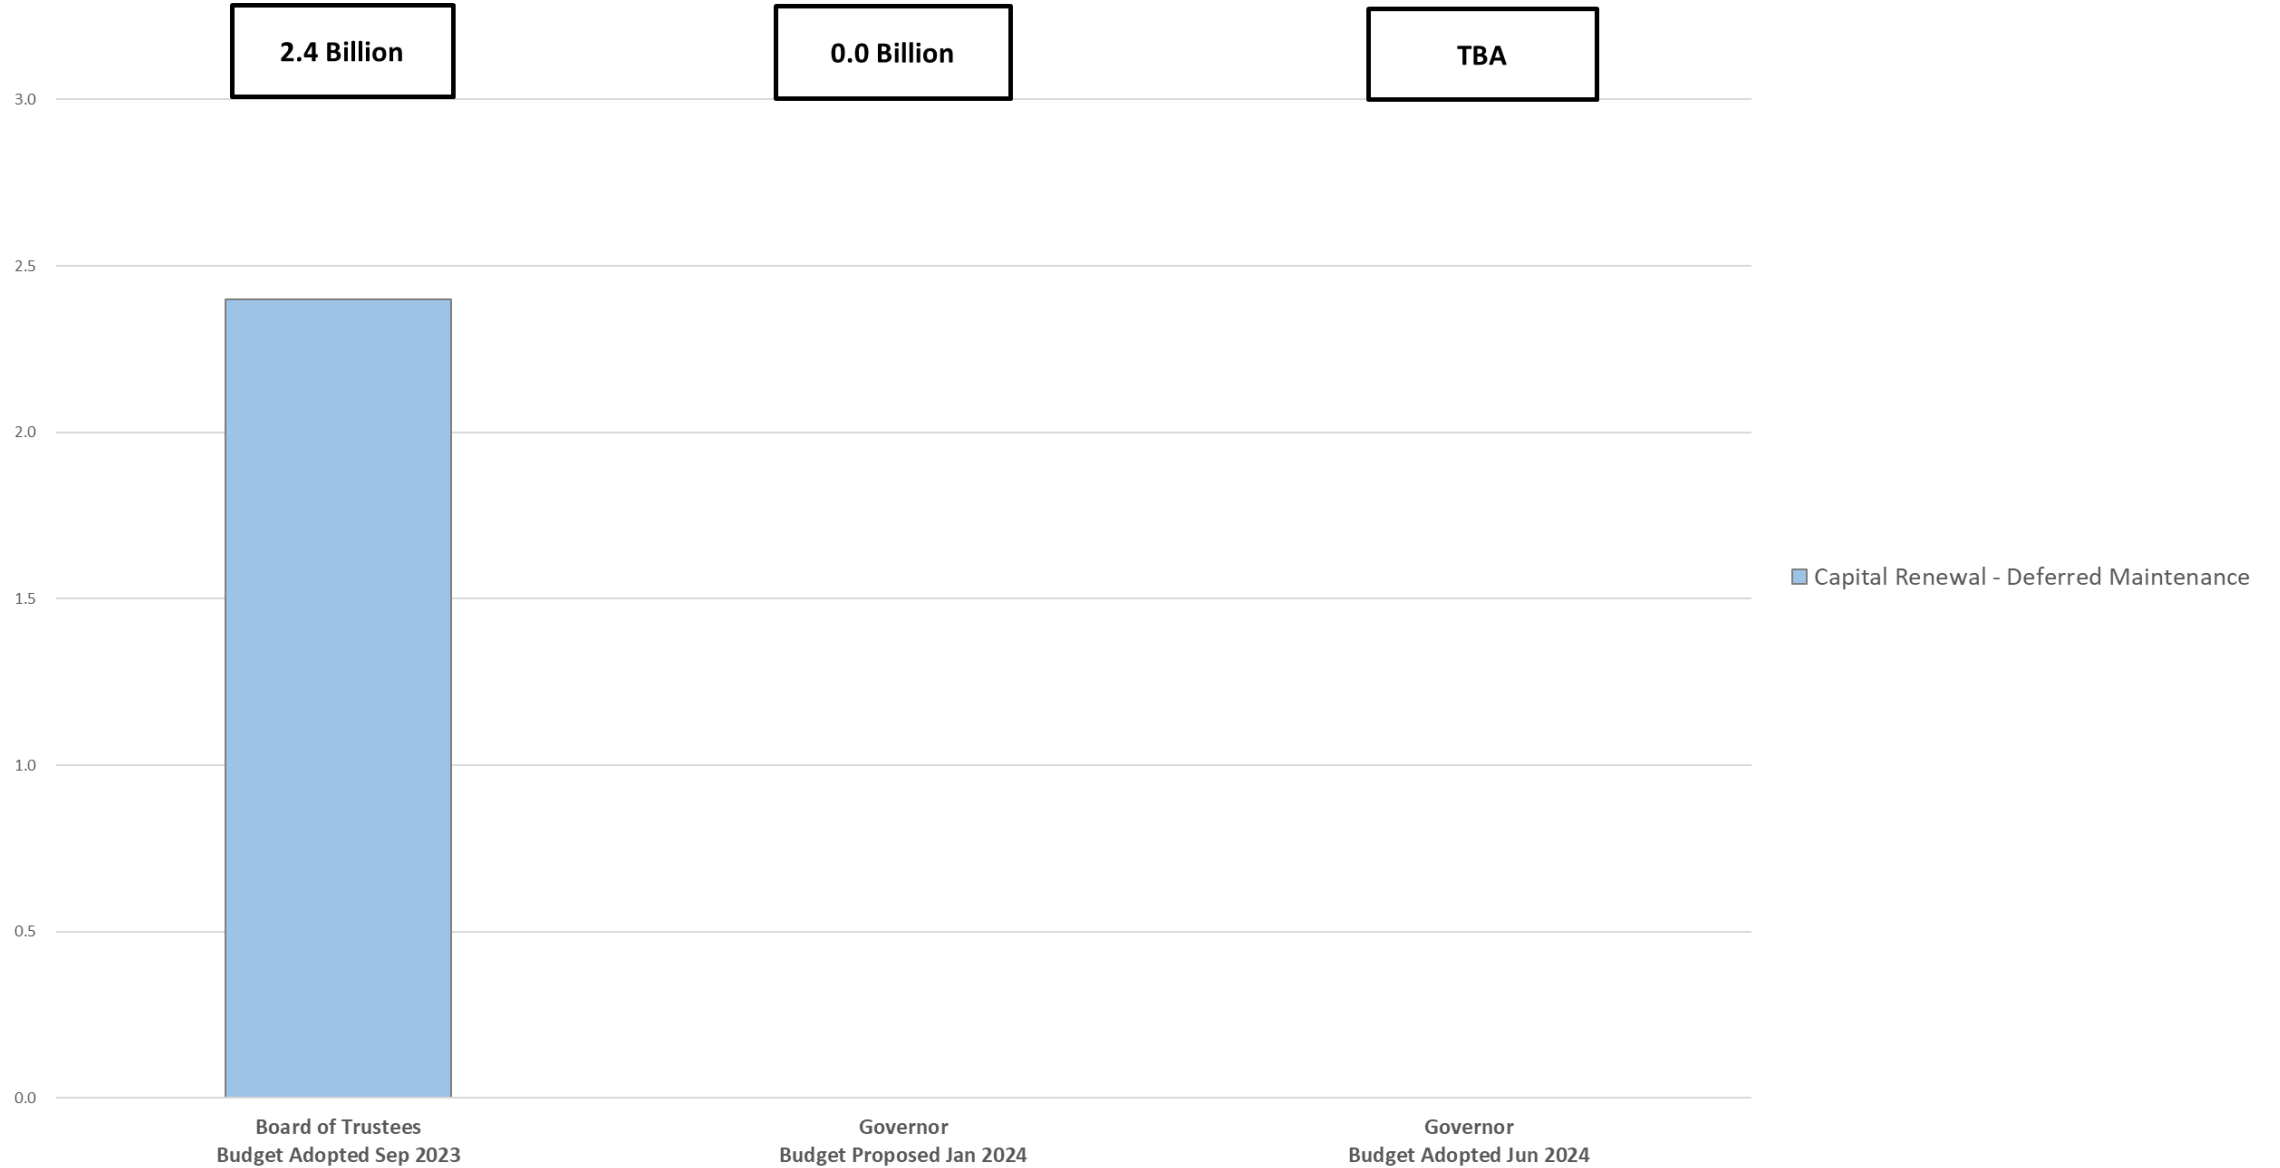 2.4 Billion
0.0 Billion
TBA
3.0
2.5
2.0
1.5
1.0
0.5
0.0
Capital Renewal - Deferred Maintenance
Board of Trustees
Budget Adopted Sep 2023
Governor
Budget Proposed Jan 2024
Governor
Budget Adopted Jun 2024